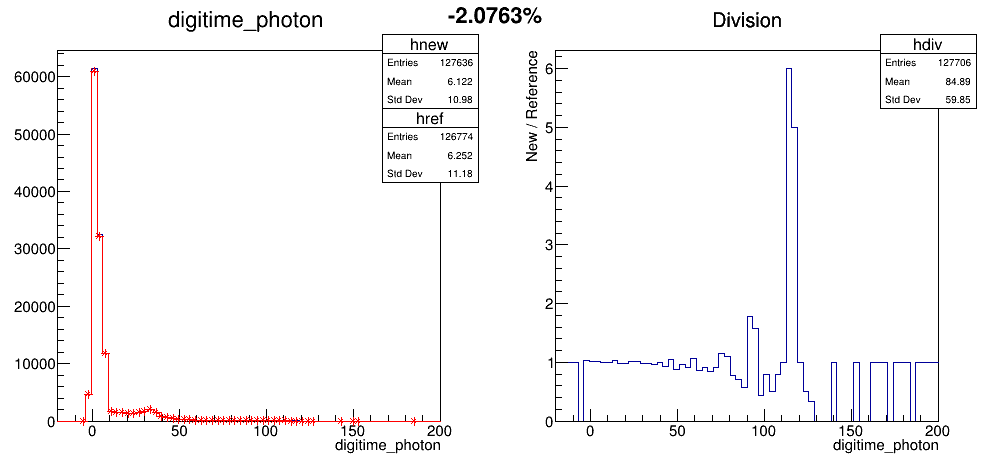 -2.0763%
digitime_photon
hnew
Entries 127636
Mean 6.122
Std Dev 10.98
href
Entries 126774
Mean 6.252
Std Dev 11.18
60000
50000
40000
30000
20000
10000
0
0 50 100 150 200
digitime_photon
Division
hdiv
Entries 127706
Mean 84.89
Std Dev 59.85
New / Reference
6
5
4
3
2
1
0
0 50 100 150 200
digitime_photon